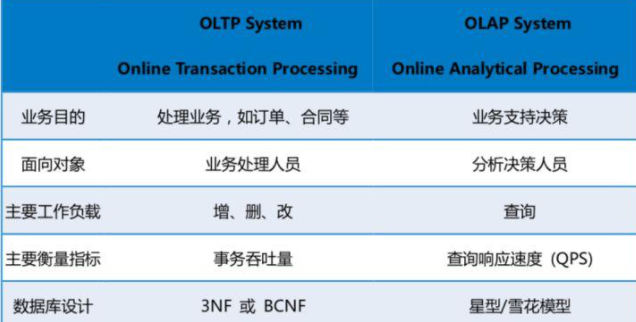 OLTP System OLAP System
Online Transaction Processing Online Analytical Processing
业务目的 处理业务，如订单、合同等 业务支持决策
面向对象 业务处理人员 分析决策人员
主要工作负载 增、删、改 查询
主要衡量指标 事务吞吐量 查询响应速度 (QPS)
数据库设计 3NF 或 BCNF 星型/雪花模型